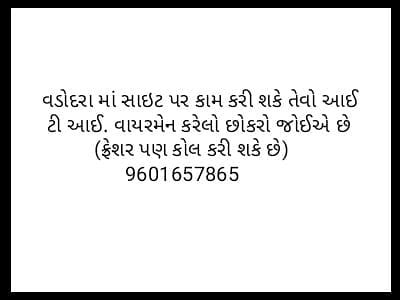 વડોદરા માં સાઇટ પર કામ કરી શકે તેવો આઈ
ટી આઈ. વાયરમેન કરેલો છોકરો જોઈએ છે
(ફ્રેશર પણ કોલ કરી શકે છે)
9601657865